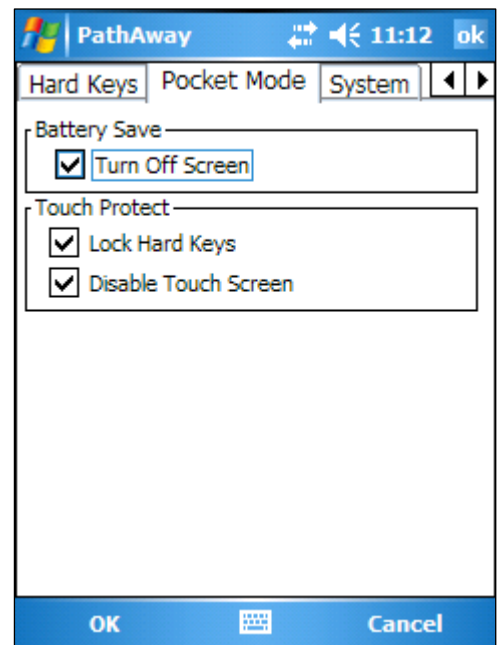 PathAway 11:12 ok
Hard Keys Pocket Mode System
Battery Save
Turn Off Screen
Touch Protect
Lock Hard Keys
Disable Touch Screen
OK Cancel